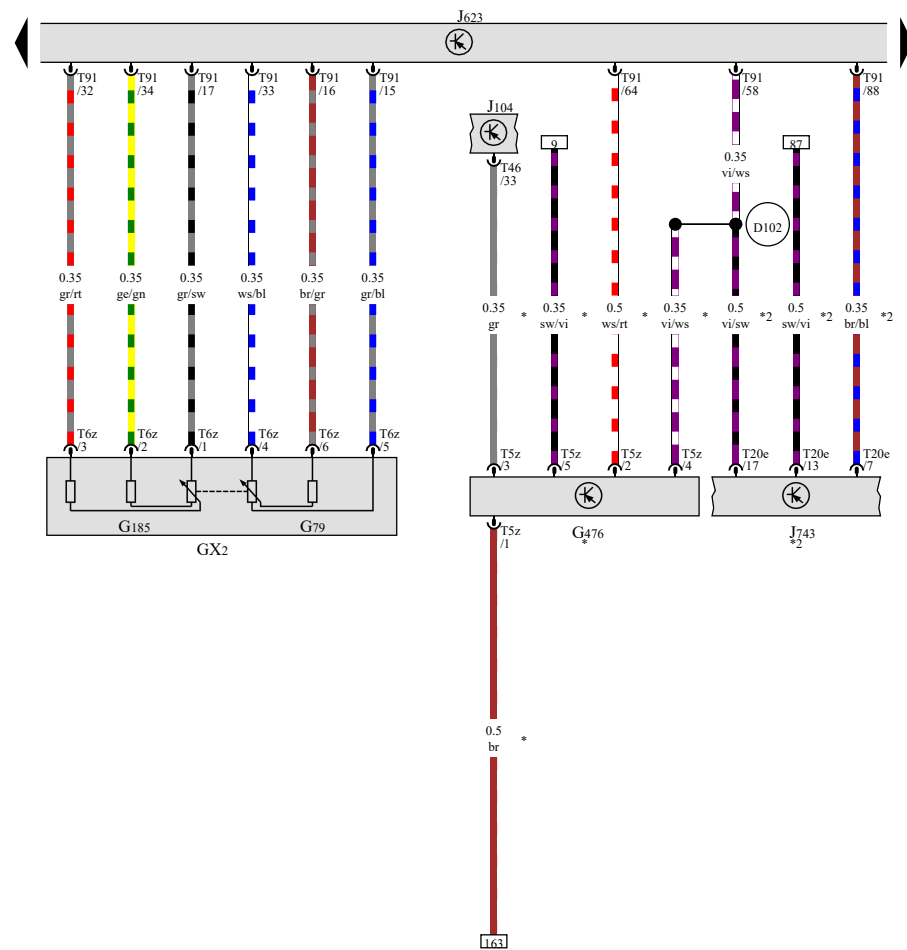 J623
T91 T91 T91 T91 T91 T91 T91 T91 T91
/32 /34 /17 /33 /16 /15 /64 /58 /88
J104
9 87
T46
/33
0.35
vi/ws
D102
0.35 0.35 0.35 0.35 0.35 0.35 0.35 * 0.35 * 0.5 * 0.35 * 0.5 *2 0.5 *2 0.35 *2
gr/rt ge/gn gr/sw ws/bl br/gr gr/bl gr sw/vi ws/rt vi/ws vi/sw sw/vi br/bl
T6z T6z T6z T6z T6z T6z T5z T5z T5z T5z T20e T20e T20e
/3 /2 /1 /4 /6 /5 /3 /5 /2 /4 /17 /13 /7
G185 G79
GX2
T5z
/1
G476
*
J743
*2
0.5 *
br
163